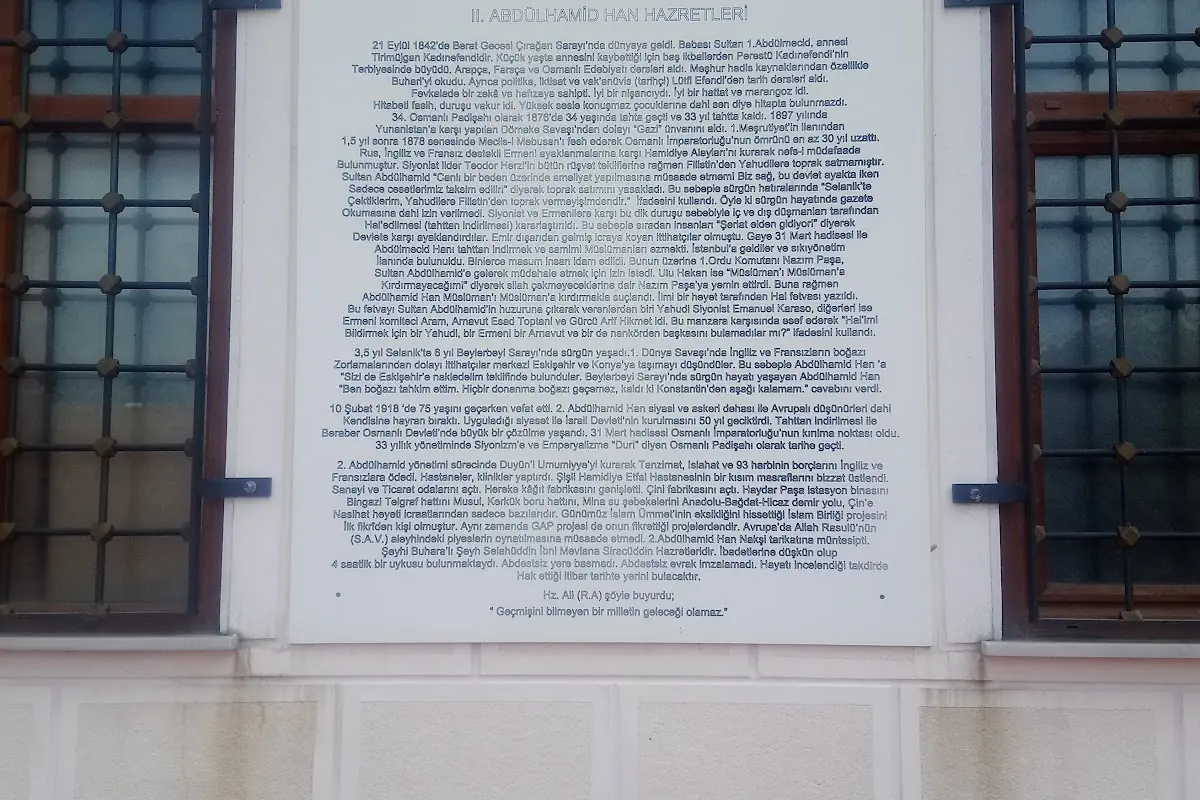 II. ABDÜLHAMİD HAN HAZRETLERİ
21 Eylül 1842'de Berat Gecesi Çırağan Sarayı'nda dünyaya geldi. Babası Sultan 1.Abdülmecid, annesi
Tirimüjgan Kadınefendidir. Küçük yaşta annesini kaybettiği için baş ikballerden Perestü Kadınefendi'nin
Terbiyesinde büyüdü. Arapça, Farsça ve Osmanlı Edebiyatı dersleri aldı. Meşhur hadis kaynaklarından özellikle
Buhari'yi okudu. Ayrıca politika, iktisat ve vak'anüvis (tarihçi) Lütfi Efendi'den tarih dersleri aldı.
Fevkalade bir zekâ ve hafızaya sahipti. İyi bir nişancıydı. İyi bir hattat ve marangoz idi.
Hitabeti fasih, duruşu vakur idi. Yüksek sesle konuşmaz çocuklarına dahi sen diye hitapta bulunmazdı.
34. Osmanlı Padişahı olarak 1876'de 34 yaşında tahta geçti ve 33 yıl tahtta kaldı. 1897 yılında
Yunanistan'a karşı yapılan Dömeke Savaşı'ndan dolayı "Gazi" ünvanını aldı. 1.Meşrutiyet'in ilanından
1,5 yıl sonra 1878 senesinde Meclis-i Mebusan'ı fesh ederek Osmanlı İmparatorluğu'nun ömrünü en az 30 yıl uzattı.
Rus, İngiliz ve Fransız destekli Ermeni ayaklanmalarına karşı Hamidiye Alayları'nı kurarak nefs-i müdafaada
Bulunmuştur. Siyonist lider Teodor Herzl'in bütün rüşvet tekliflerine rağmen Filistin'den Yahudilere toprak satmamıştır.
Sultan Abdülhamid "Canlı bir beden üzerinde ameliyat yapılmasına müsaade etmem! Biz sağ, bu devlet ayakta iken
Sadece cesetlerimiz taksim edilir!" diyerek toprak satımını yasakladı. Bu sebeple sürgün hatıralarında "Selanik'te
Çektiklerim, Yahudilere Filistin'den toprak vermeyişimdendir." İfadesini kullandı. Öyle ki sürgün hayatında gazete
Okumasına dahi izin verilmedi. Siyonist ve Ermenilere karşı bu dik duruşu sebebiyle iç ve dış düşmanları tarafından
Hal'edilmesi (tahttan indirilmesi) kararlaştırıldı. Bu sebeple sıradan insanları "Şeriat elden gidiyor!" diyerek
Devlete karşı ayaklandırdılar. Emir dışarıdan gelmiş icraya koyan İttihatçılar olmuştu. Gaye 31 Mart hadisesi ile
Abdülmecid Hanı tahttan indirmek ve samimi Müslümanları ezmekti. İstanbul'a geldiler ve sıkıyönetim
İlanında bulunuldu. Binlerce masum insan idam edildi. Bunun üzerine 1.Ordu Komutanı Nazım Paşa,
Sultan Abdülhamid'e gelerek müdahale etmek için izin istedi. Ulu Hakan ise "Müslüman'ı Müslüman'a
Kırdırmayacağım!" diyerek silah çekmeyeceklerine dair Nazım Paşa'ya yemin ettirdi. Buna rağmen
Abdülhamid Han Müslüman'ı Müslüman'a kırdırmakla suçlandı. İlmi bir heyet tarafından Hal fetvası yazıldı.
Bu fetvayı Sultan Abdülhamid'in huzuruna çıkarak verenlerden biri Yahudi Siyonist Emanuel Karaso, diğerleri ise
Ermeni komiteci Aram, Arnavut Esad Toptani ve Gürcü Arif Hikmet idi. Bu manzara karşısında esef ederek "Hal'imi
Bildirmek için bir Yahudi, bir Ermeni bir Arnavut ve bir de nankörden başkasını bulamadılar mı?" ifadesini kullandı.
3,5 yıl Selanik'te 6 yıl Beylerbeyi Sarayı'nda sürgün yaşadı.1. Dünya Savaşı'nda İngiliz ve Fransızların boğazı
Zorlamalarından dolayı ittihatçılar merkezi Eskişehir ve Konya'ya taşımayı düşündüler. Bu sebeple Abdülhamid Han 'a
"Sizi de Eskişehir'e nakledelim teklifinde bulundular. Beylerbeyi Sarayı'nda sürgün hayatı yaşayan Abdülhamid Han
"Ben boğazı tahkim ettim. Hiçbir donanma boğazı geçemez, kaldı ki Konstantin'den aşağı kalamam." cavabını verdi.
10 Şubat 1918 'de 75 yaşını geçerken vefat etti. 2. Abdülhamid Han siyasi ve askeri dehası ile Avrupalı düşünürleri dahi
Kendisine hayran bıraktı. Uyguladığı siyaset ile İsrail Devleti'nin kurulmasını 50 yıl geciktirdi. Tahttan indirilmesi ile
Beraber Osmanlı Devleti'nde büyük bir çözülme yaşandı. 31 Mart hadisesi Osmanlı İmparatorluğu'nun kırılma noktası oldu.
33 yıllık yönetiminde Siyonizm'e ve Emperyalizme "Dur!" diyen Osmanlı Padişahı olarak tarihe geçti.
2. Abdülhamid yönetimi sürecinde Duyûn'i Umumiyye'yi kurarak Tanzimat, Islahat ve 93 harbinin borçlarını İngiliz ve
Fransızlara ödedi. Hastaneler, klinikler yaptırdı. Şişli Hamidiye Etfal Hastanesinin bir kısım masraflarını bizzat üstlendi.
Sanayi ve Ticaret odalarını açtı. Hereke kâğıt fabrikasını genişletti. Çini fabrikasını açtı. Haydar Paşa istasyon binasını
Bingazi Telgraf hattını Musul, Kerkük boru hattını, Mina su şebekelerini Anadolu-Bağdat-Hicaz demir yolu, Çin'e
Nasihat heyeti icraatlarından sadece bazılarıdır. Günümüz İslam Ümmet'inin eksikliğini hissettiği İslam Birliği projesini
İlk fikri'den kişi olmuştur. Aynı zamanda GAP projesi de onun fikrettiği projelerdendir. Avrupa'da Allah Rasulü'nün
(S.A.V.) aleyhindeki piyeslerin oynatılmasına müsaade etmedi. 2.Abdülhamid Han Nakşi tarikatına müntesipti.
Şeyhi Buhara'lı Şeyh Selahüddin İbni Mevlana Siracüddin Hazretleridir. İbadetlerine düşkün olup
4 saatlik bir uykusu bulunmaktaydı. Abdestsiz yere basmadı. Abdestsiz evrak imzalamadı. Hayatı incelendiği takdirde
Hak ettiği itibar tarihte yerini bulacaktır.
Hz. Ali (R.A) şöyle buyurdu;
" Geçmişini bilmeyen bir milletin geleceği olamaz."